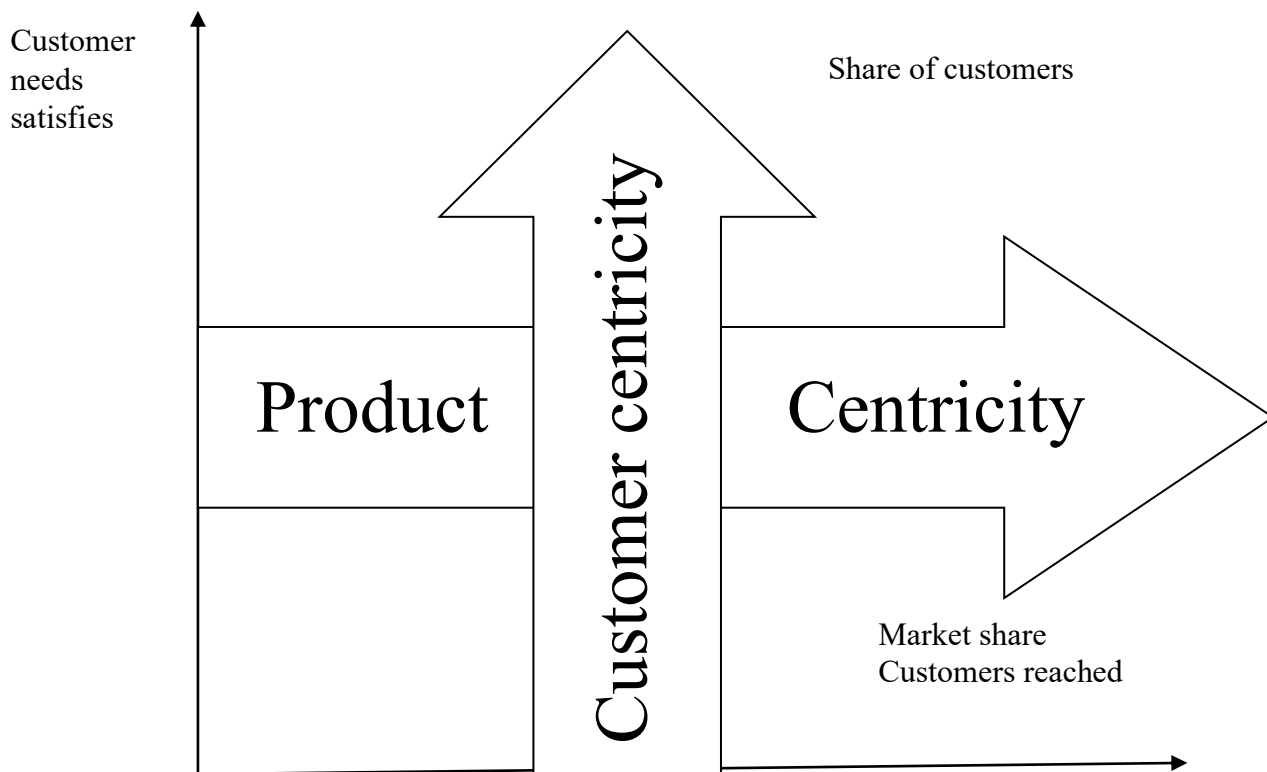 Customer
needs
satisfies
Share of customers
Customer centricity
Product
Centricity
Market share
Customers reached